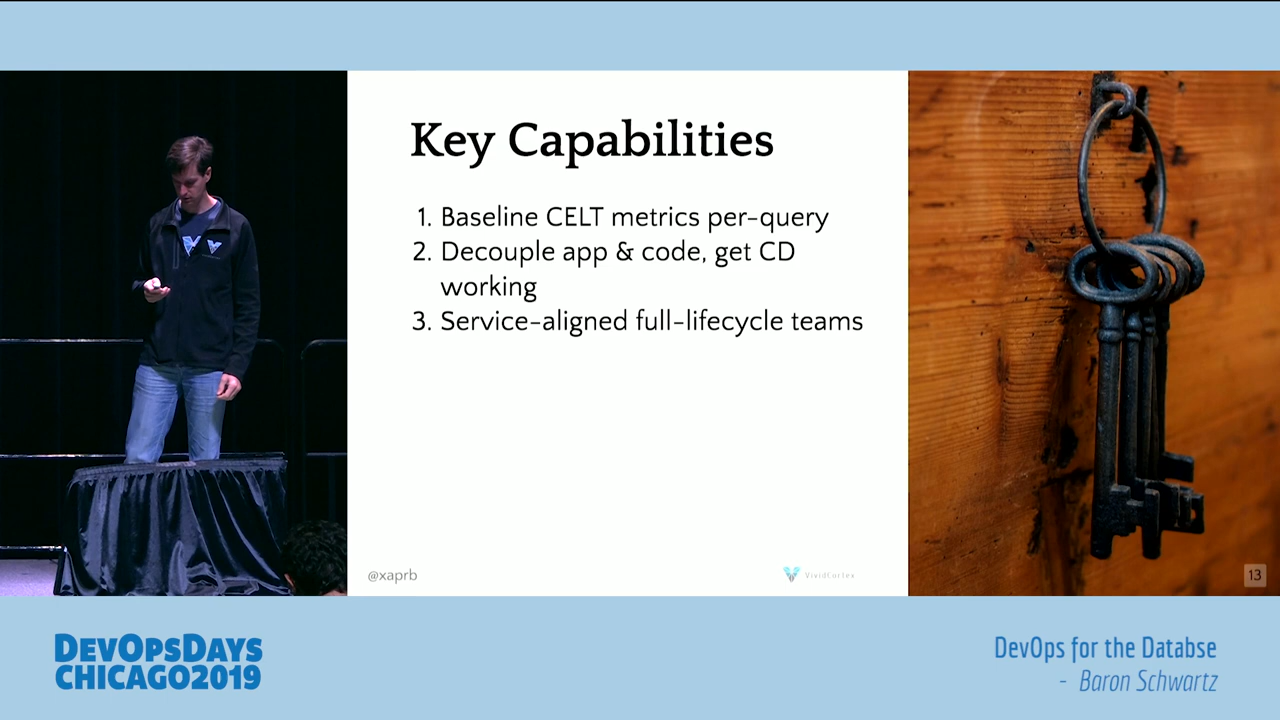 Key Capabilities
1. Baseline CELT metrics per-query
2. Decouple app & code, get CD
working
3. Service-aligned full-lifecycle teams
@xaprb
VividCortex
13
DEVOPSDAYS
CHICAGO2019
DevOps for the Databse
- Baron Schwartz